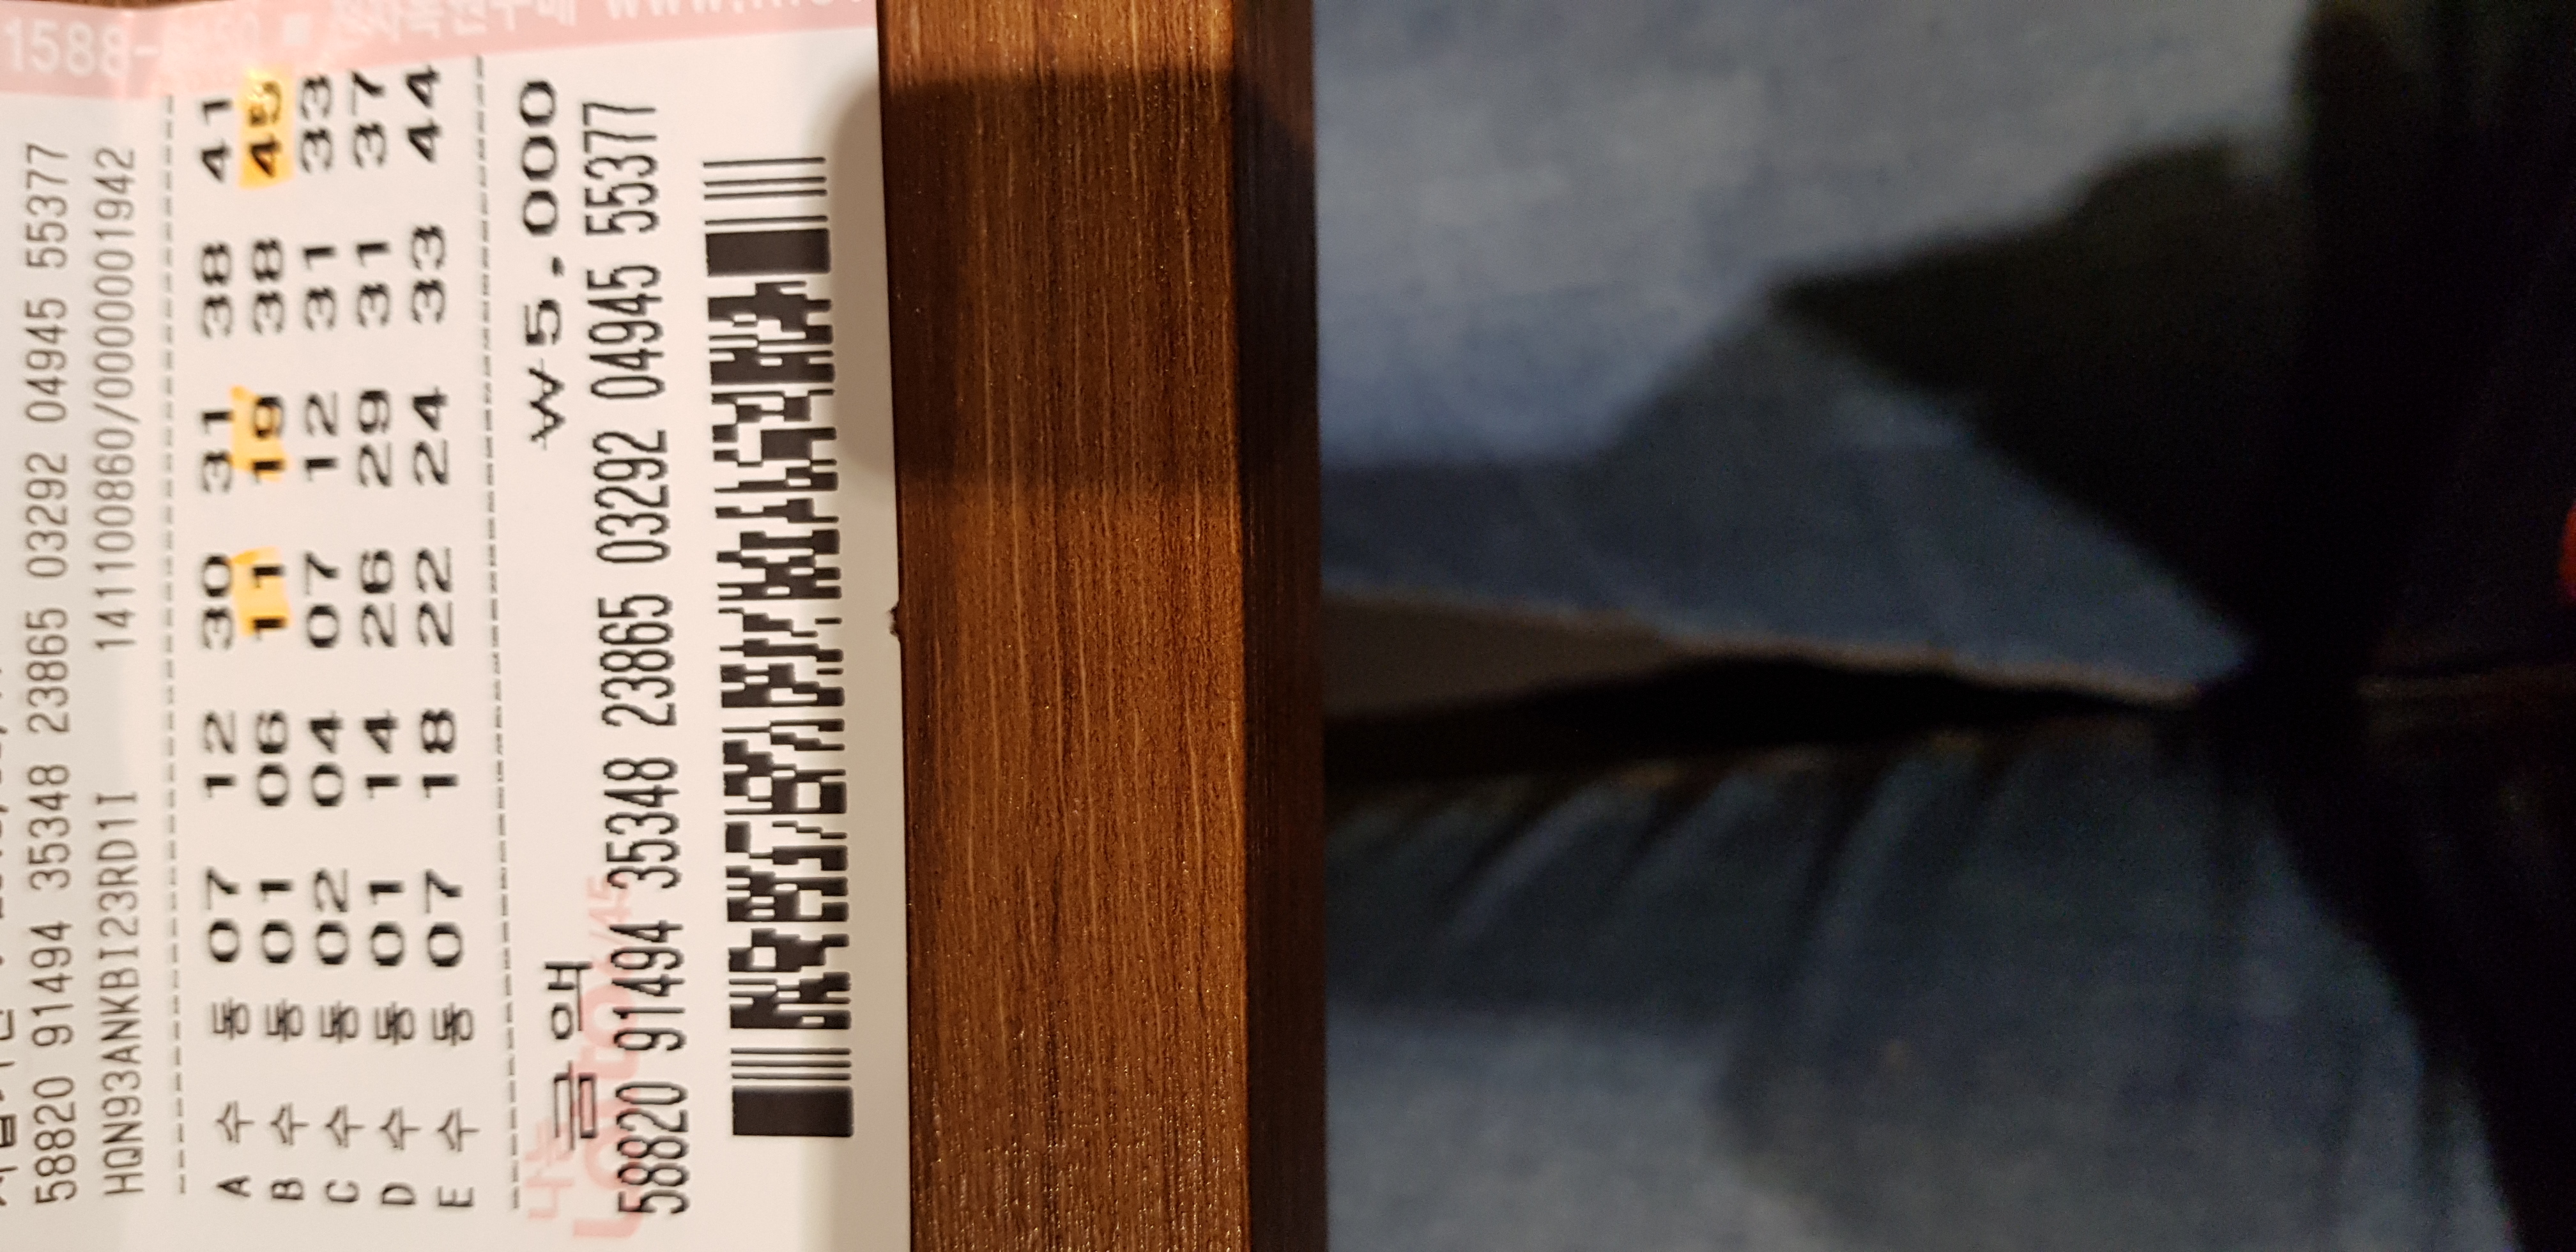 1588-
58820 91494 35348 23865 03292 04945 55377
HQN93ANKBI23RD1I 141100860/0000001942
A 수 동 07 12 30 31 38 41
B 수 동 01 06 11 19 38 45
C 수 동 02 04 07 12 31 33
D 수 동 01 14 26 29 31 37
E 수 동 07 18 22 24 33 44
금액 ₩5,000
58820 91494 35348 23865 03292 04945 55377